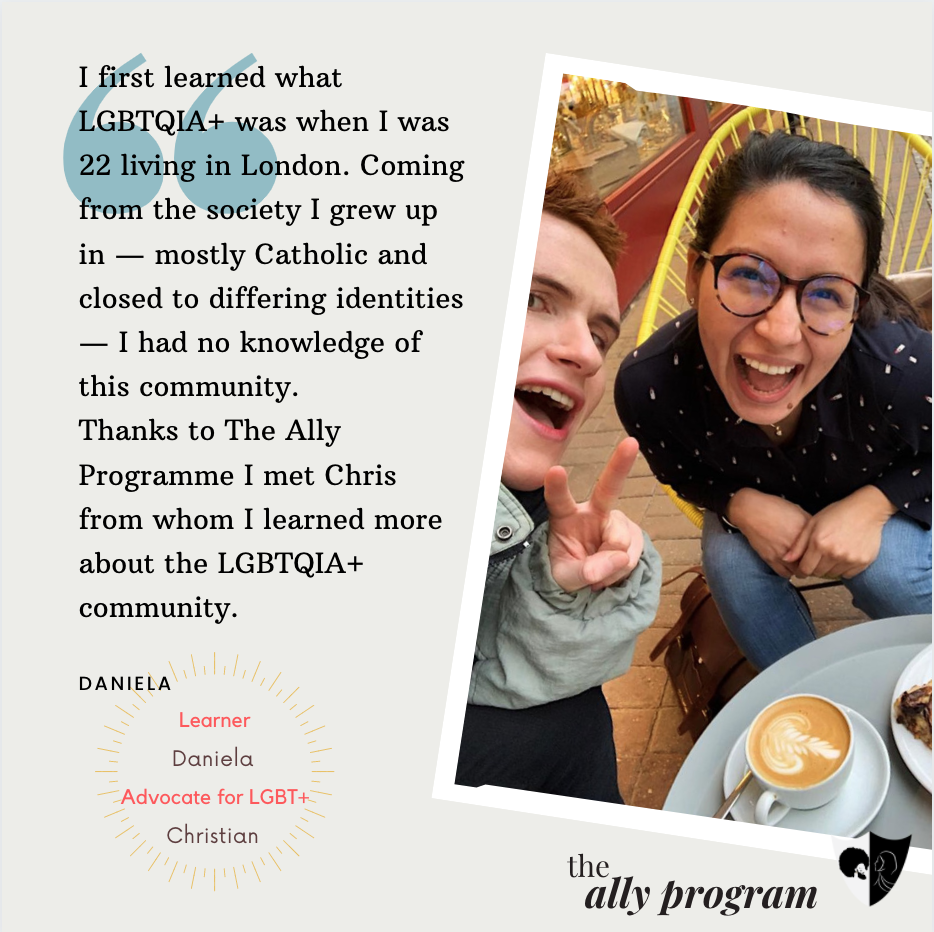 I first learned what
LGBTQIA+ was when I was
22 living in London. Coming
from the society I grew up
in — mostly Catholic and
closed to differing identities
— I had no knowledge of
this community.
Thanks to The Ally
Programme I met Chris
from whom I learned more
about the LGBTQIA+
community.
DANIELA
Learner
Daniela
Advocate for LGBT+
Christian
the
ally program